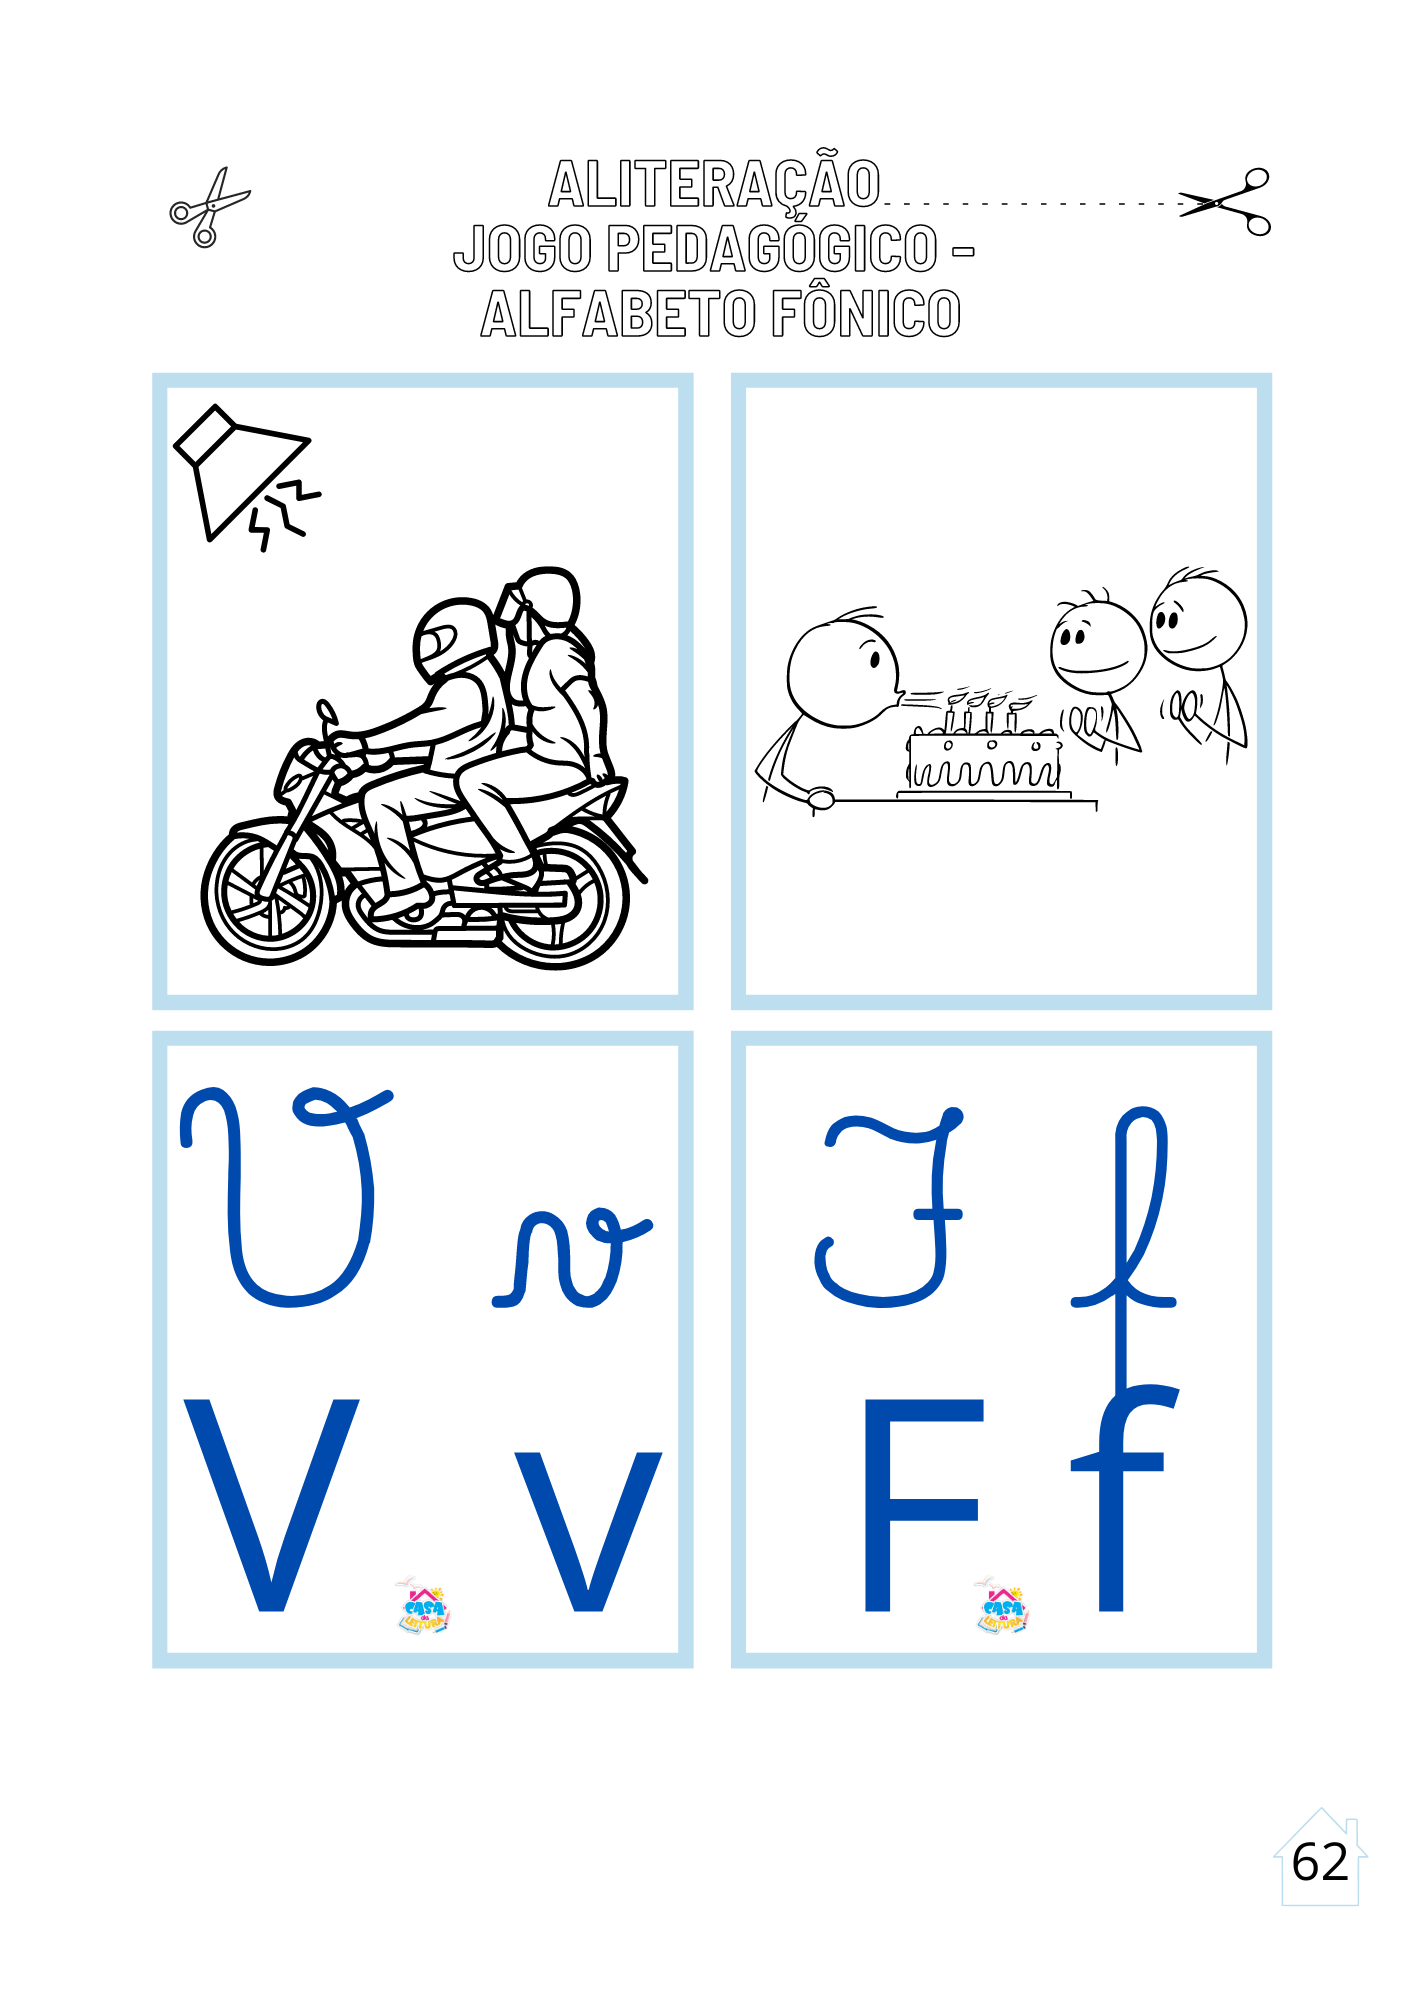 ALITERAÇÃO
JOGO PEDAGÓGICO -
ALFABETO FÔNICO
V v
V v
CASA
da
LEITURA
F f
F f
CASA
da
LEITURA
62